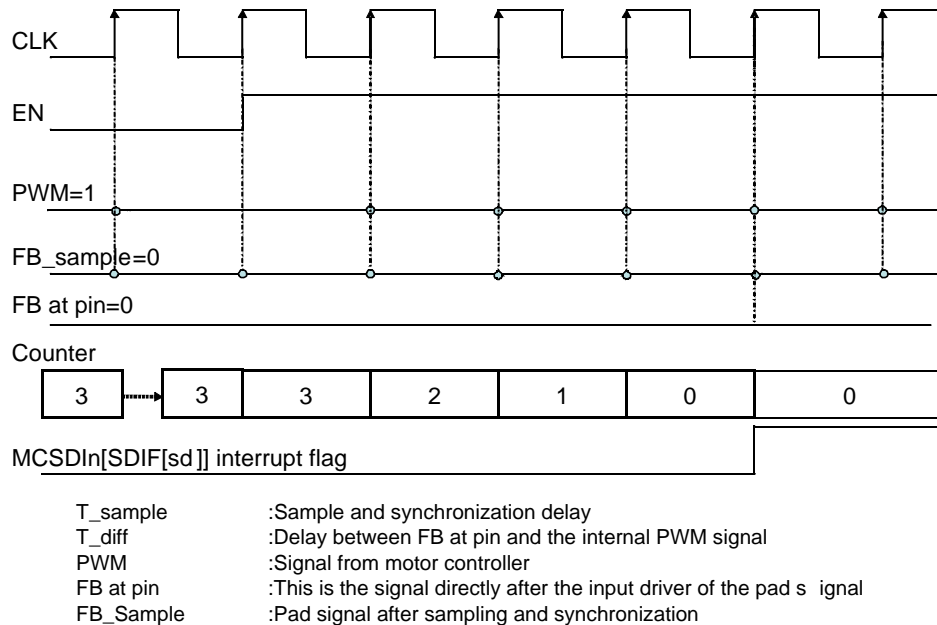 CLK
EN
PWM=1
FB_sample=0
FB at pin=0
Counter
3 3 3 2 1 0 0
MCSDIn[SDIF[sd]] interrupt flag
T_sample :Sample and synchronization delay
T_diff :Delay between FB at pin and the internal PWM signal
PWM :Signal from motor controller
FB at pin :This is the signal directly after the input driver of the pad s ignal
FB_Sample :Pad signal after sampling and synchronization